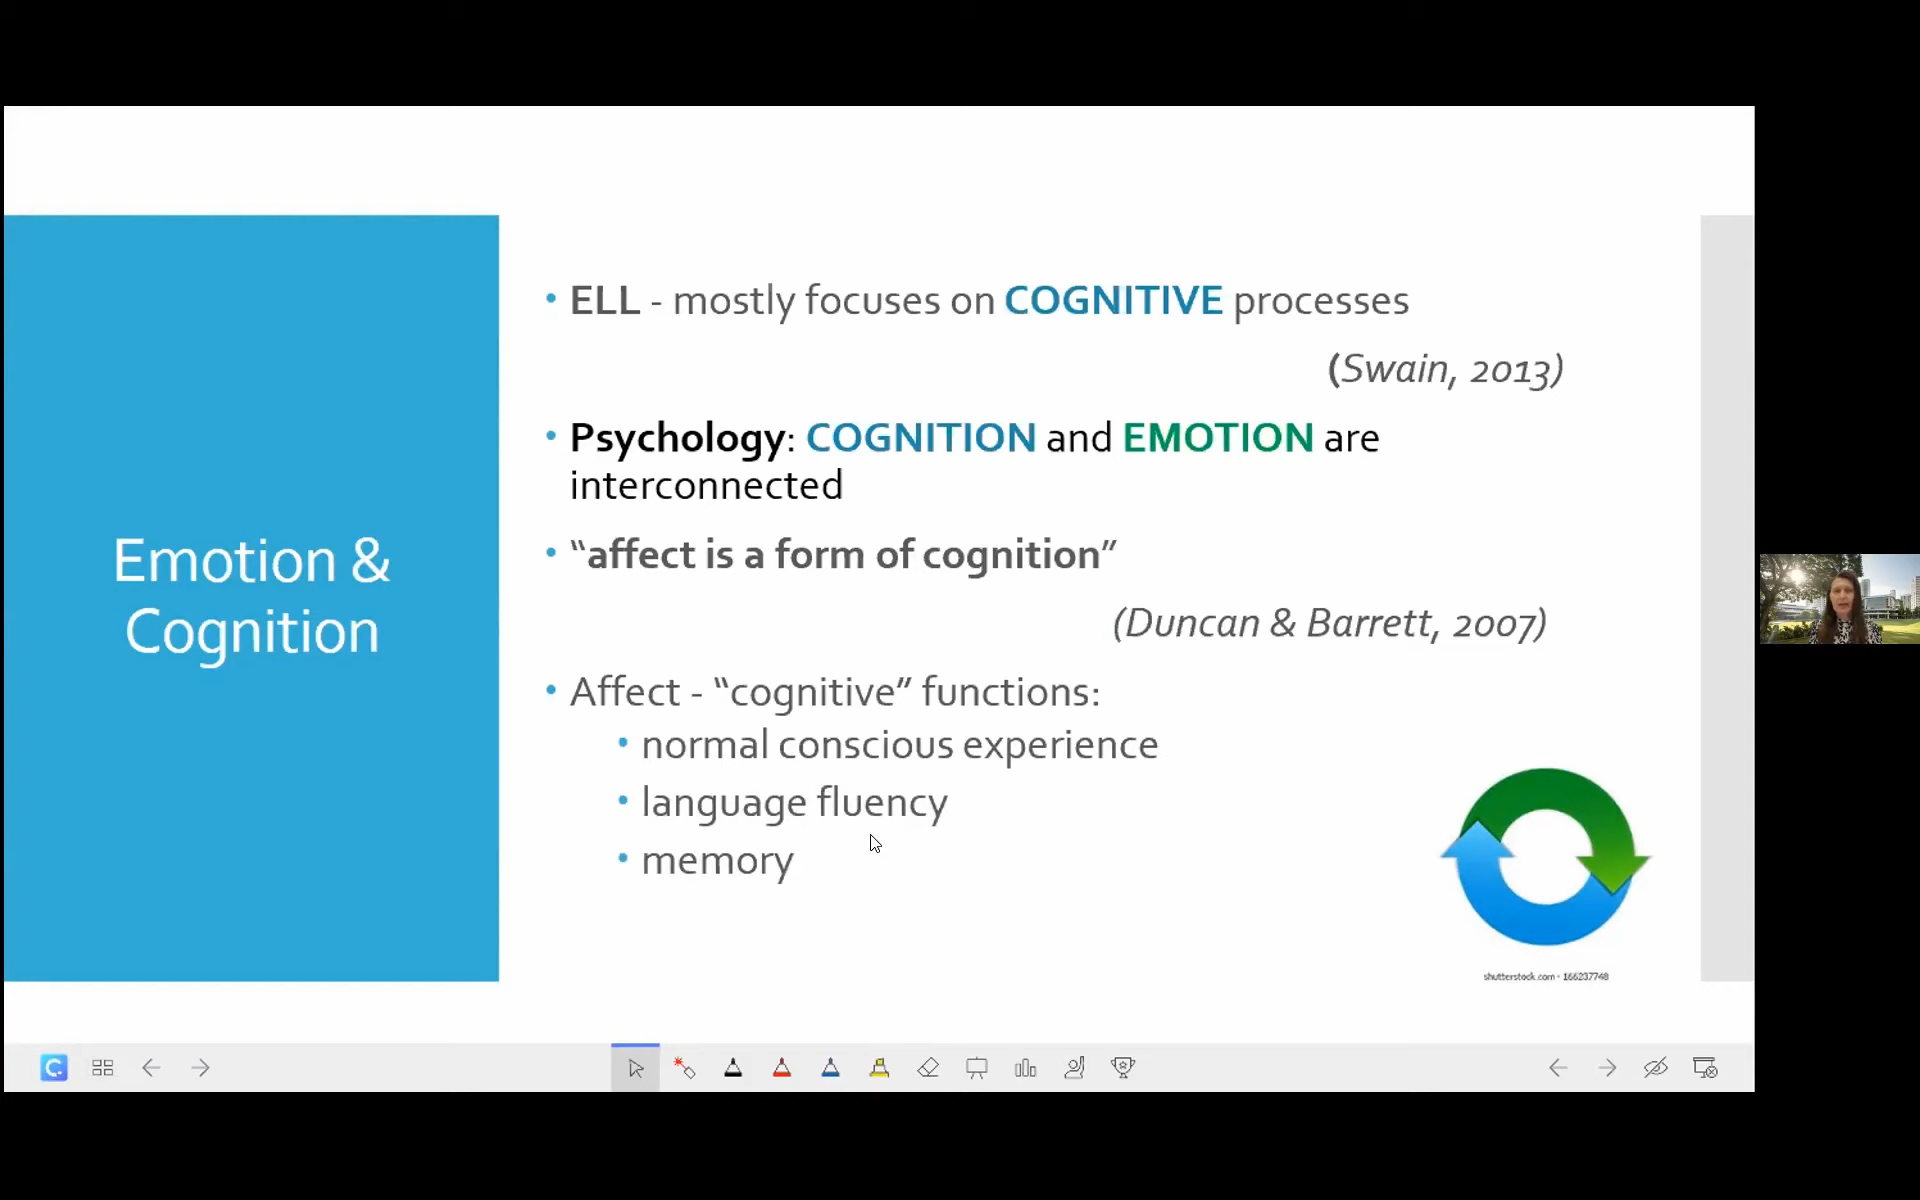 Emotion &
Cognition
• ELL - mostly focuses on COGNITIVE processes
(Swain, 2013)
• Psychology: COGNITION and EMOTION are
interconnected
• “affect is a form of cognition”
(Duncan & Barrett, 2007)
• Affect - “cognitive” functions:
• normal conscious experience
• language fluency
• memory
shutterstock.com • 166237748